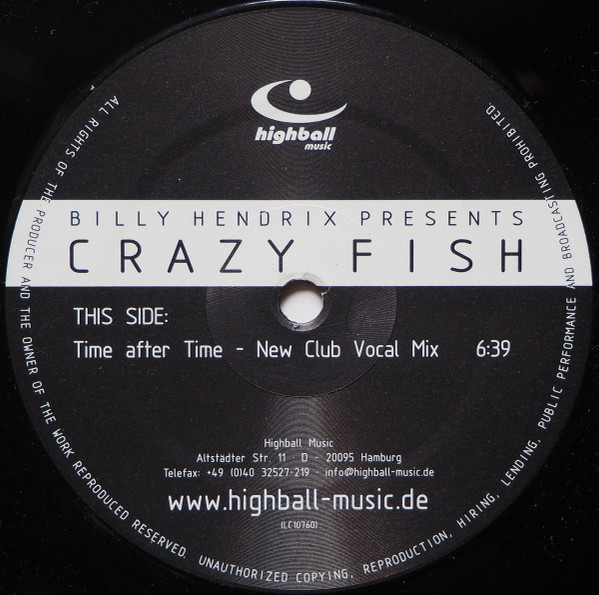 highball
music
BILLY HENDRIX PRESENTS
CRAZY FISH
THIS SIDE:
Time after Time - New Club Vocal Mix 6:39
Highball Music
Altstädter Str. 11 D - 20095 Hamburg
Telefax: +49 (0)40 32527-219 - info@highball-music.de
www.highball-music.de
(LC10760)
ALL RIGHTS OF THE PRODUCER AND THE OWNER OF THE WORK REPRODUCED RESERVED. UNAUTHORIZED COPYING, REPRODUCTION, HIRING, LENDING, PUBLIC PERFORMANCE AND BROADCASTING PROHIBITED.